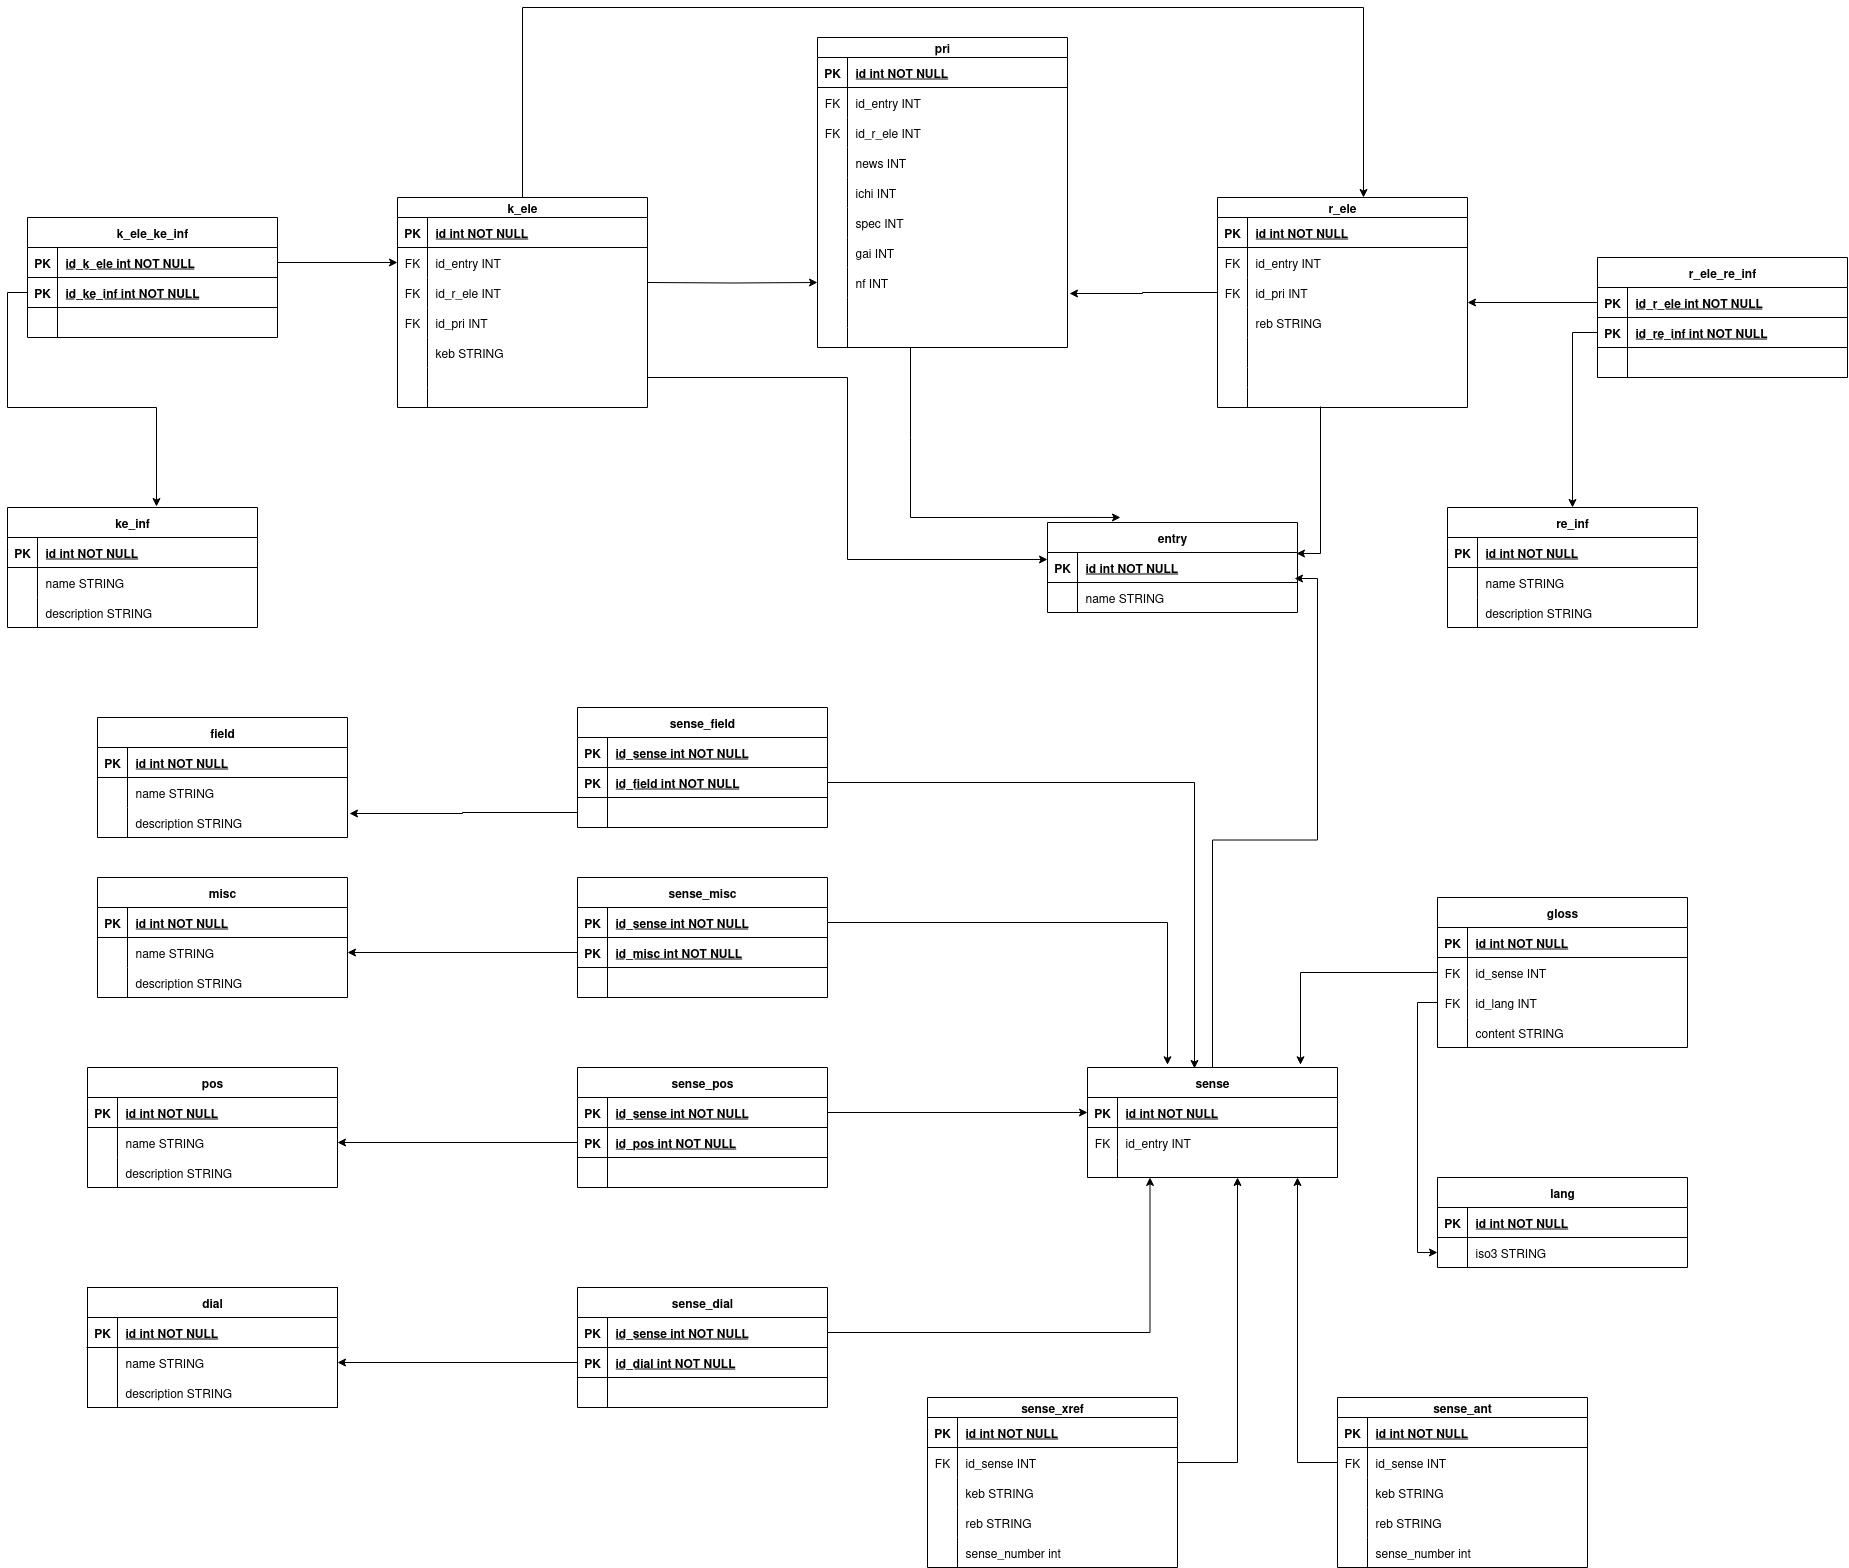 pri
PK id int NOT NULL
FK id_entry INT
FK id_r_ele INT
news INT
ichi INT
spec INT
gai INT
nf INT
k_ele
PK id int NOT NULL
FK id_entry INT
FK id_r_ele INT
FK id_pri INT
keb STRING
r_ele
PK id int NOT NULL
FK id_entry INT
FK id_pri INT
reb STRING
k_ele_ke_inf
PK id_k_ele int NOT NULL
PK id_ke_inf int NOT NULL
r_ele_re_inf
PK id_r_ele int NOT NULL
PK id_re_inf int NOT NULL
ke_inf
PK id int NOT NULL
name STRING
description STRING
entry
PK id int NOT NULL
name STRING
re_inf
PK id int NOT NULL
name STRING
description STRING
field
PK id int NOT NULL
name STRING
description STRING
sense_field
PK id_sense int NOT NULL
PK id_field int NOT NULL
misc
PK id int NOT NULL
name STRING
description STRING
sense_misc
PK id_sense int NOT NULL
PK id_misc int NOT NULL
gloss
PK id int NOT NULL
FK id_sense INT
FK id_lang INT
content STRING
pos
PK id int NOT NULL
name STRING
description STRING
sense_pos
PK id_sense int NOT NULL
PK id_pos int NOT NULL
sense
PK id int NOT NULL
FK id_entry INT
lang
PK id int NOT NULL
iso3 STRING
dial
PK id int NOT NULL
name STRING
description STRING
sense_dial
PK id_sense int NOT NULL
PK id_dial int NOT NULL
sense_xref
PK id int NOT NULL
FK id_sense INT
keb STRING
reb STRING
sense_number int
sense_ant
PK id int NOT NULL
FK id_sense INT
keb STRING
reb STRING
sense_number int